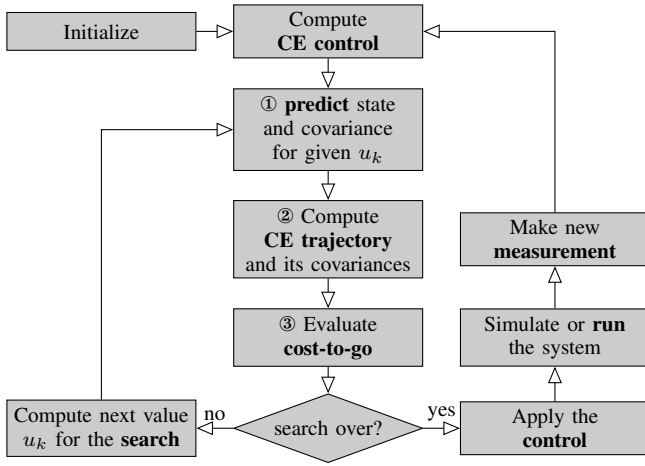 Initialize
Compute
CE control
① predict state
and covariance
for given u_k
② Compute
CE trajectory
and its covariances
③ Evaluate
cost-to-go
search over?
no
yes
Compute next value
u_k for the search
Apply the
control
Simulate or run
the system
Make new
measurement